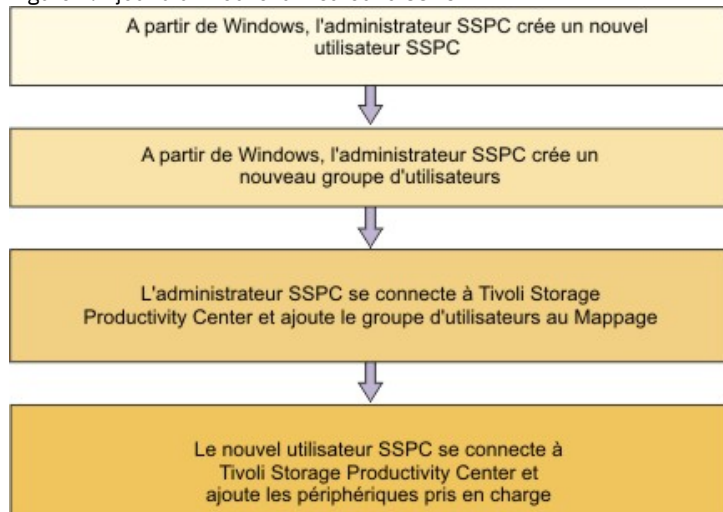 A partir de Windows, l'administrateur SSPC crée un nouvel
utilisateur SSPC
A partir de Windows, l'administrateur SSPC crée un
nouveau groupe d'utilisateurs
L'administrateur SSPC se connecte à Tivoli Storage
Productivity Center et ajoute le groupe d'utilisateurs au Mappage
Le nouvel utilisateur SSPC se connecte à
Tivoli Storage Productivity Center et
ajoute les périphériques pris en charge